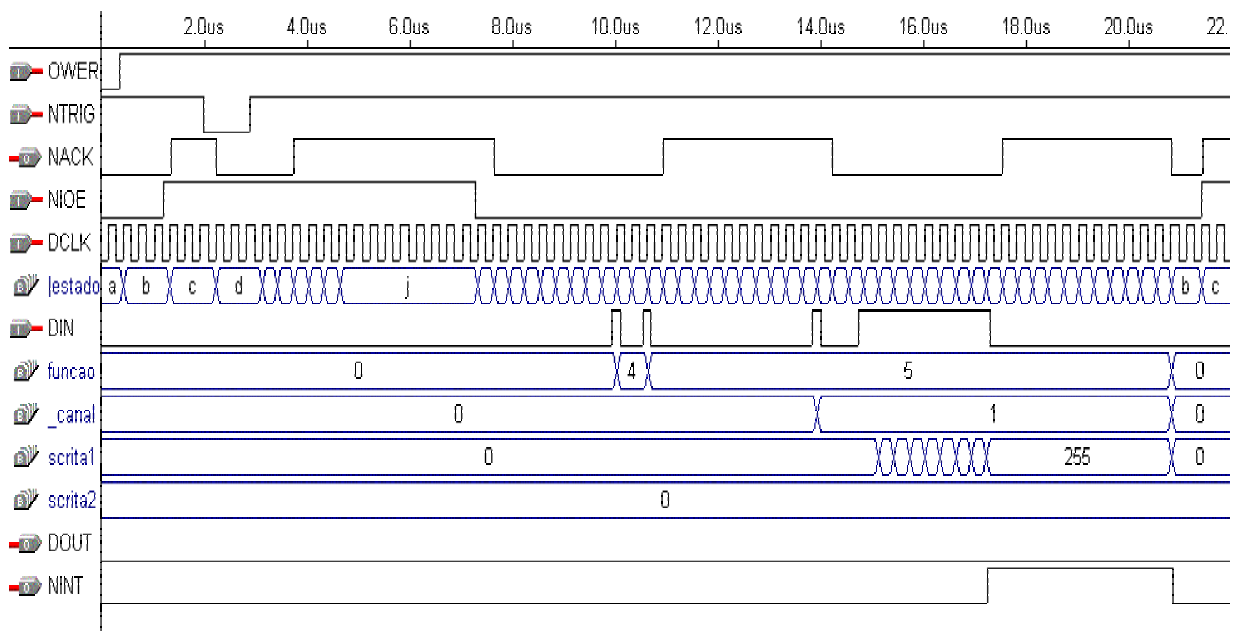 2.0us 4.0us 6.0us 8.0us 10.0us 12.0us 14.0us 16.0us 18.0us 20.0us 22.
OWER
NTRIG
NACK
NIOE
DCLK
estado a b c d j b c
DIN
funcao 0 4 5 0
_canal 0 1 0
scrita1 0 255 0
scrita2 0
DOUT
NINT